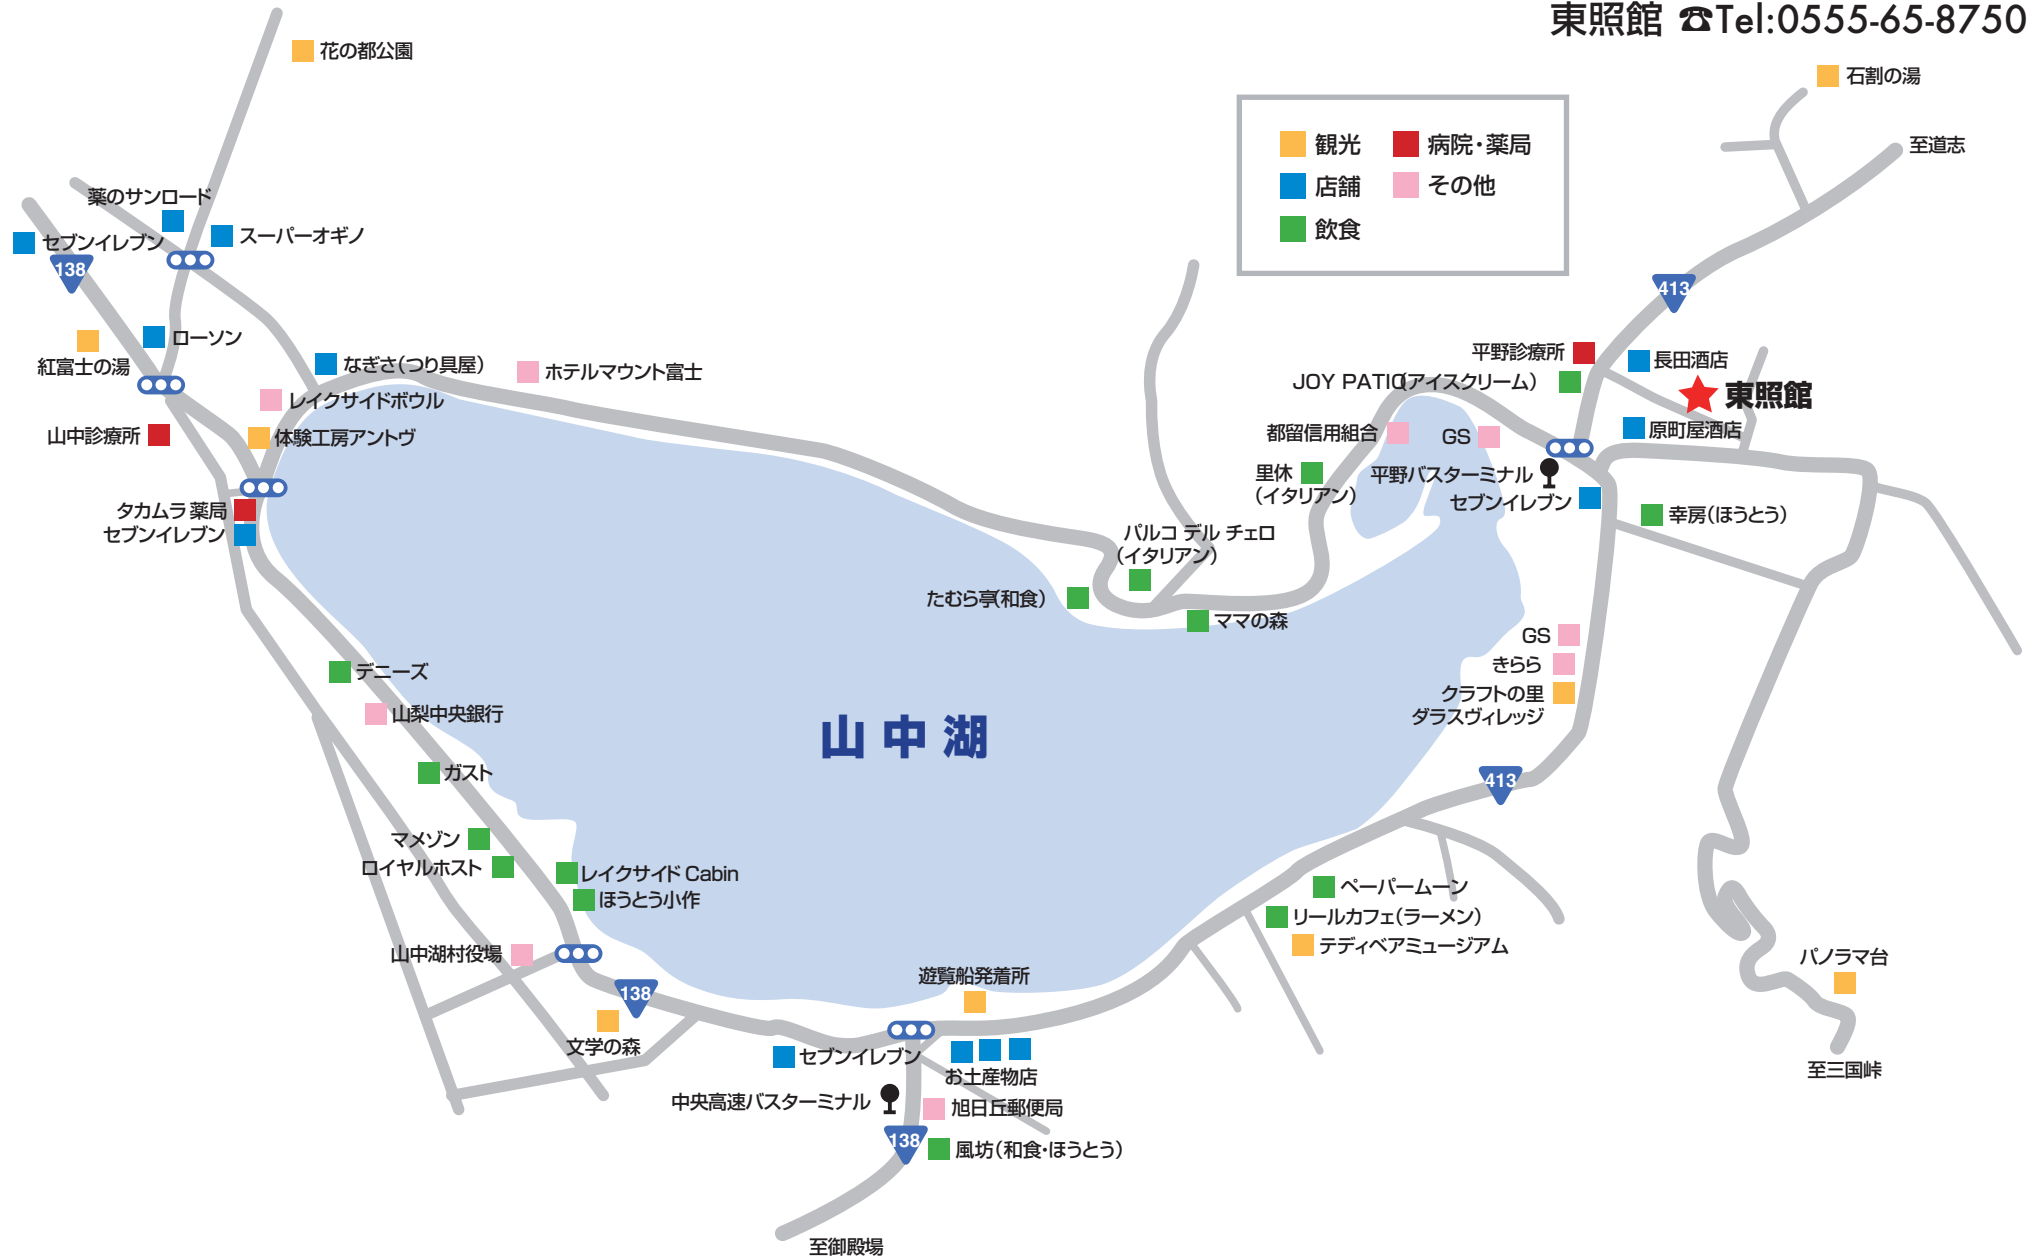 東照館 ☎Tel:0555-65-8750
花の都公園
石割の湯
観光
病院・薬局
店舗
その他
飲食
至道志
薬のサンロード
スーパーオギノ
セブンイレブン
138
413
ローソン
紅富士の湯
なぎさ(つり具屋)
ホテルマウント富士
平野診療所
長田酒店
JOY PATIO(アイスクリーム)
東照館
レイクサイドボウル
山中診療所
体験工房アントヴ
都留信用組合
GS
原町屋酒店
里休
(イタリアン)
平野バスターミナル
セブンイレブン
タカムラ薬局
セブンイレブン
幸房(ほうとう)
パルコ デル チェロ
(イタリアン)
たむら亭(和食)
ママの森
GS
きらら
クラフトの里
ダラスヴィレッジ
デニーズ
山梨中央銀行
山中湖
ガスト
413
マメゾン
ロイヤルホスト
レイクサイド Cabin
ほうとう小作
ペーパームーン
リールカフェ(ラーメン)
テディベアミュージアム
山中湖村役場
パノラマ台
遊覧船発着所
138
文学の森
セブンイレブン
お土産物店
至三国峠
中央高速バスターミナル
旭日丘郵便局
138
風坊(和食・ほうとう)
至御殿場